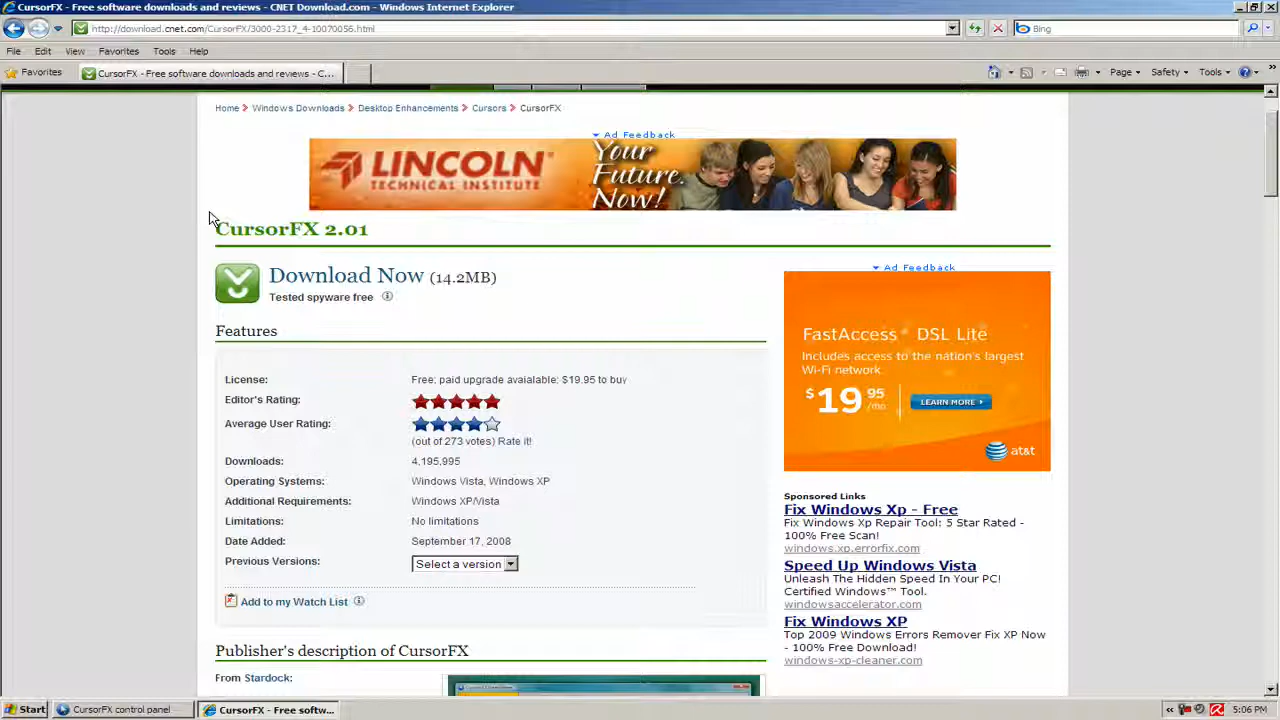 CursorFX - Free software downloads and reviews - CNET Download.com - Windows Internet Explorer
http://download.cnet.com/CursorFX/3000-2317_4-10070056.html
Bing
File Edit View Favorites Tools Help
Favorites
CursorFX - Free software downloads and reviews - C...
Page Safety Tools
Home Windows Downloads Desktop Enhancements Cursors CursorFX
Ad Feedback
LINCOLN
TECHNICAL INSTITUTE
Your
Future.
Now!
CursorFX 2.01
Download Now (14.2MB)
Tested spyware free
Features
License: Free; paid upgrade avaialable; $19.95 to buy
Editor's Rating:
Average User Rating:
(out of 273 votes) Rate it!
Downloads: 4,195,995
Operating Systems: Windows Vista, Windows XP
Additional Requirements: Windows XP/Vista
Limitations: No limitations
Date Added: September 17, 2008
Previous Versions: Select a version
Add to my Watch List
Publisher's description of CursorFX
From Stardock:
Ad Feedback
FastAccess® DSL Lite
Includes access to the nation's largest
Wi-Fi network.
$19 95 /mo
LEARN MORE
at&t
Sponsored Links
Fix Windows Xp - Free
Fix Windows Xp Repair Tool: 5 Star Rated -
100% Free Scan!
windows.xp.errorfix.com
Speed Up Windows Vista
Unleash The Hidden Speed In Your PC!
Certified Windows™ Tool.
windowsaccelerator.com
Fix Windows XP
Top 2009 Windows Errors Remover Fix XP Now
- 100% Free Download!
windows-xp-cleaner.com
Start
CursorFX control panel
CursorFX - Free softw...
5:06 PM